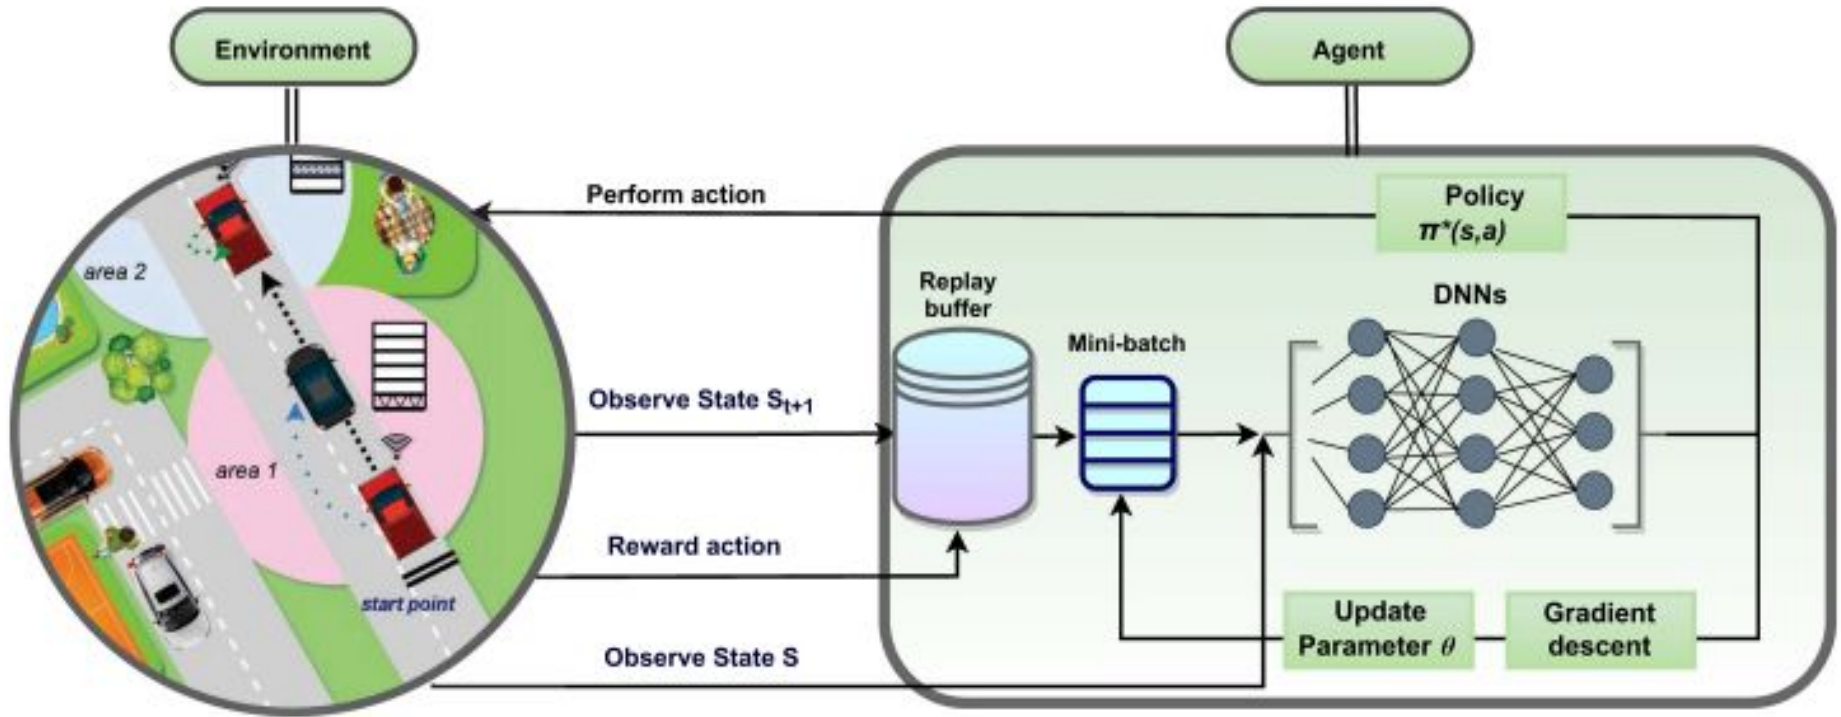 Environment
Agent
Perform action
Policy
π*(s,a)
area 2
Replay
buffer
DNNs
Mini-batch
Observe State St+1
area 1
Reward action
start point
Update
Parameter θ
Gradient
descent
Observe State S